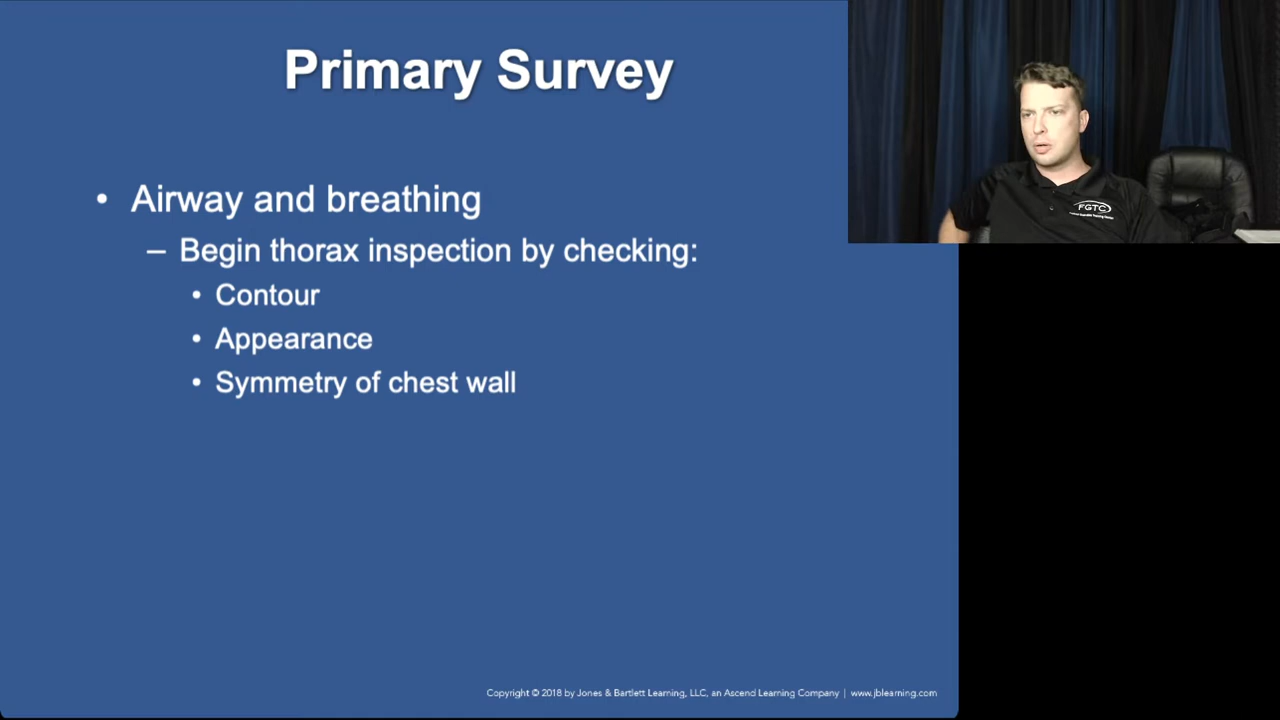 Primary Survey
• Airway and breathing
– Begin thorax inspection by checking:
• Contour
• Appearance
• Symmetry of chest wall
FGTC
Copyright © 2018 by Jones & Bartlett Learning, LLC, an Ascend Learning Company | www.jblearning.com